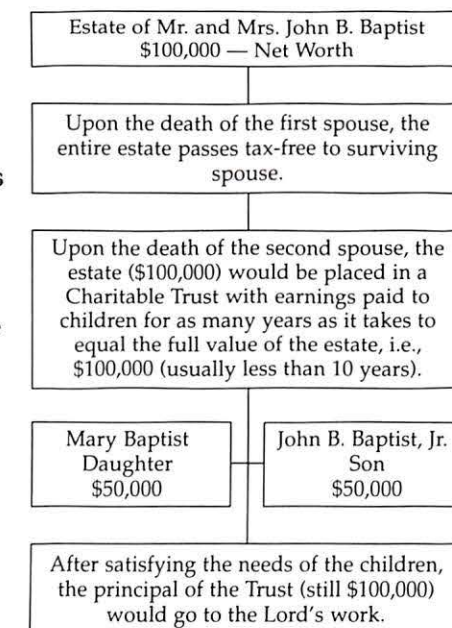 Estate of Mr. and Mrs. John B. Baptist
$100,000 — Net Worth
Upon the death of the first spouse, the
entire estate passes tax-free to surviving
spouse.
Upon the death of the second spouse, the
estate ($100,000) would be placed in a
Charitable Trust with earnings paid to
children for as many years as it takes to
equal the full value of the estate, i.e.,
$100,000 (usually less than 10 years).
Mary Baptist
Daughter
$50,000
John B. Baptist, Jr.
Son
$50,000
After satisfying the needs of the children,
the principal of the Trust (still $100,000)
would go to the Lord's work.